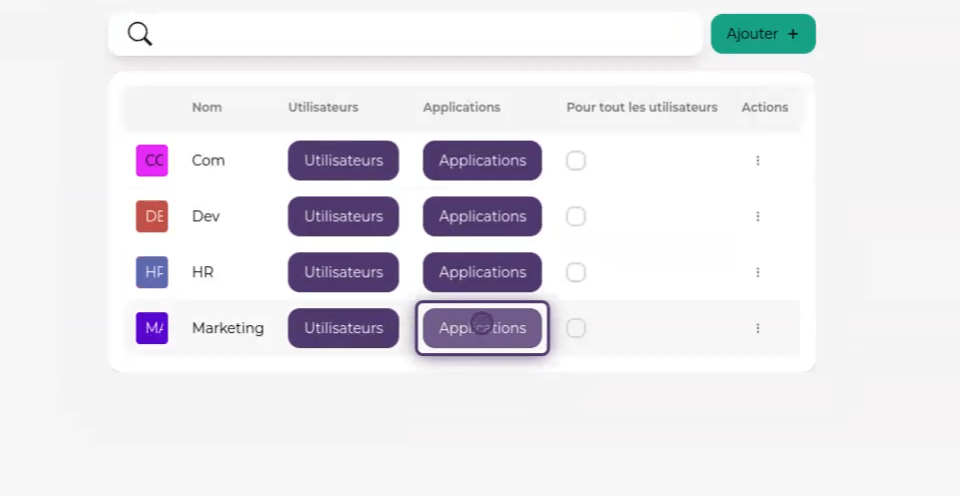 Ajouter +
Nom Utilisateurs Applications Pour tout les utilisateurs Actions
CC Com Utilisateurs Applications
DE Dev Utilisateurs Applications
HR Utilisateurs Applications
MA Marketing Utilisateurs Applications